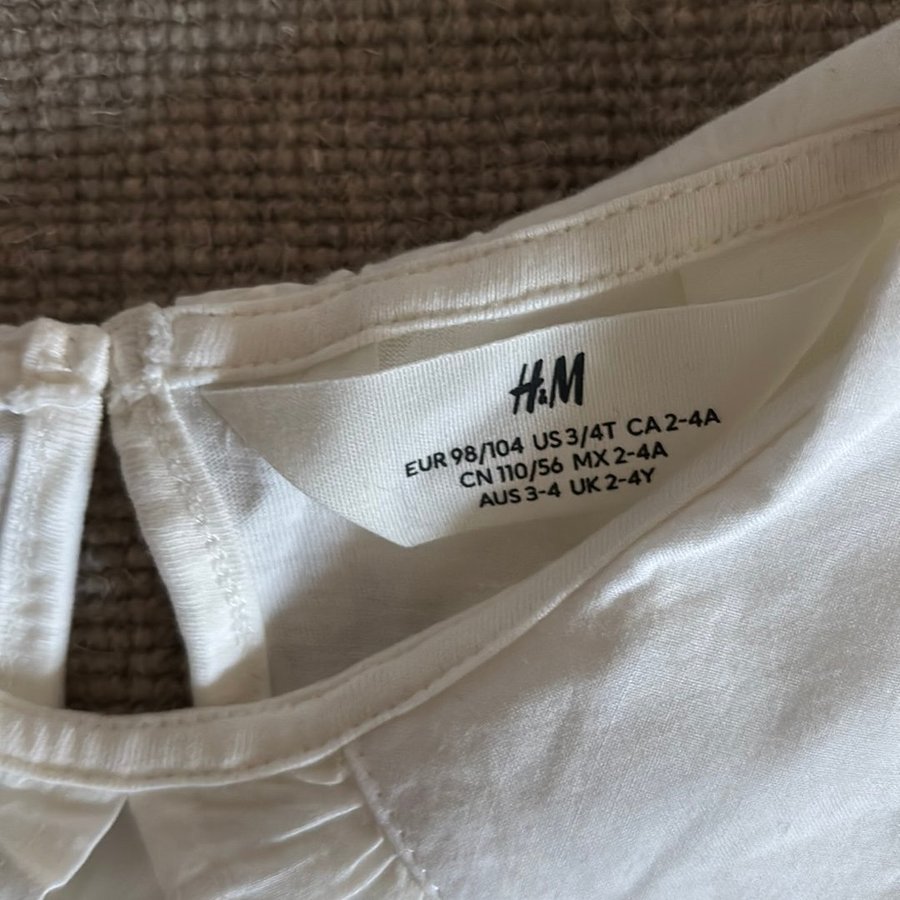 H&M
EUR 98/104 US 3/4T CA 2-4A
CN 110/56 MX 2-4A
AUS 3-4 UK 2-4Y